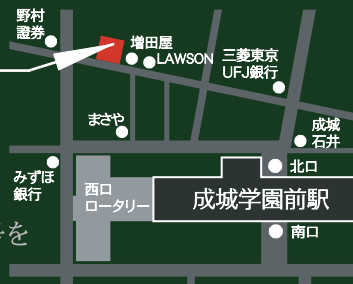 野村
證券
増田屋
LAWSON
三菱東京
UFJ銀行
まさや
成城
石井
みずほ
銀行
西口
ロータリー
北口
成城学園前駅
南口
を